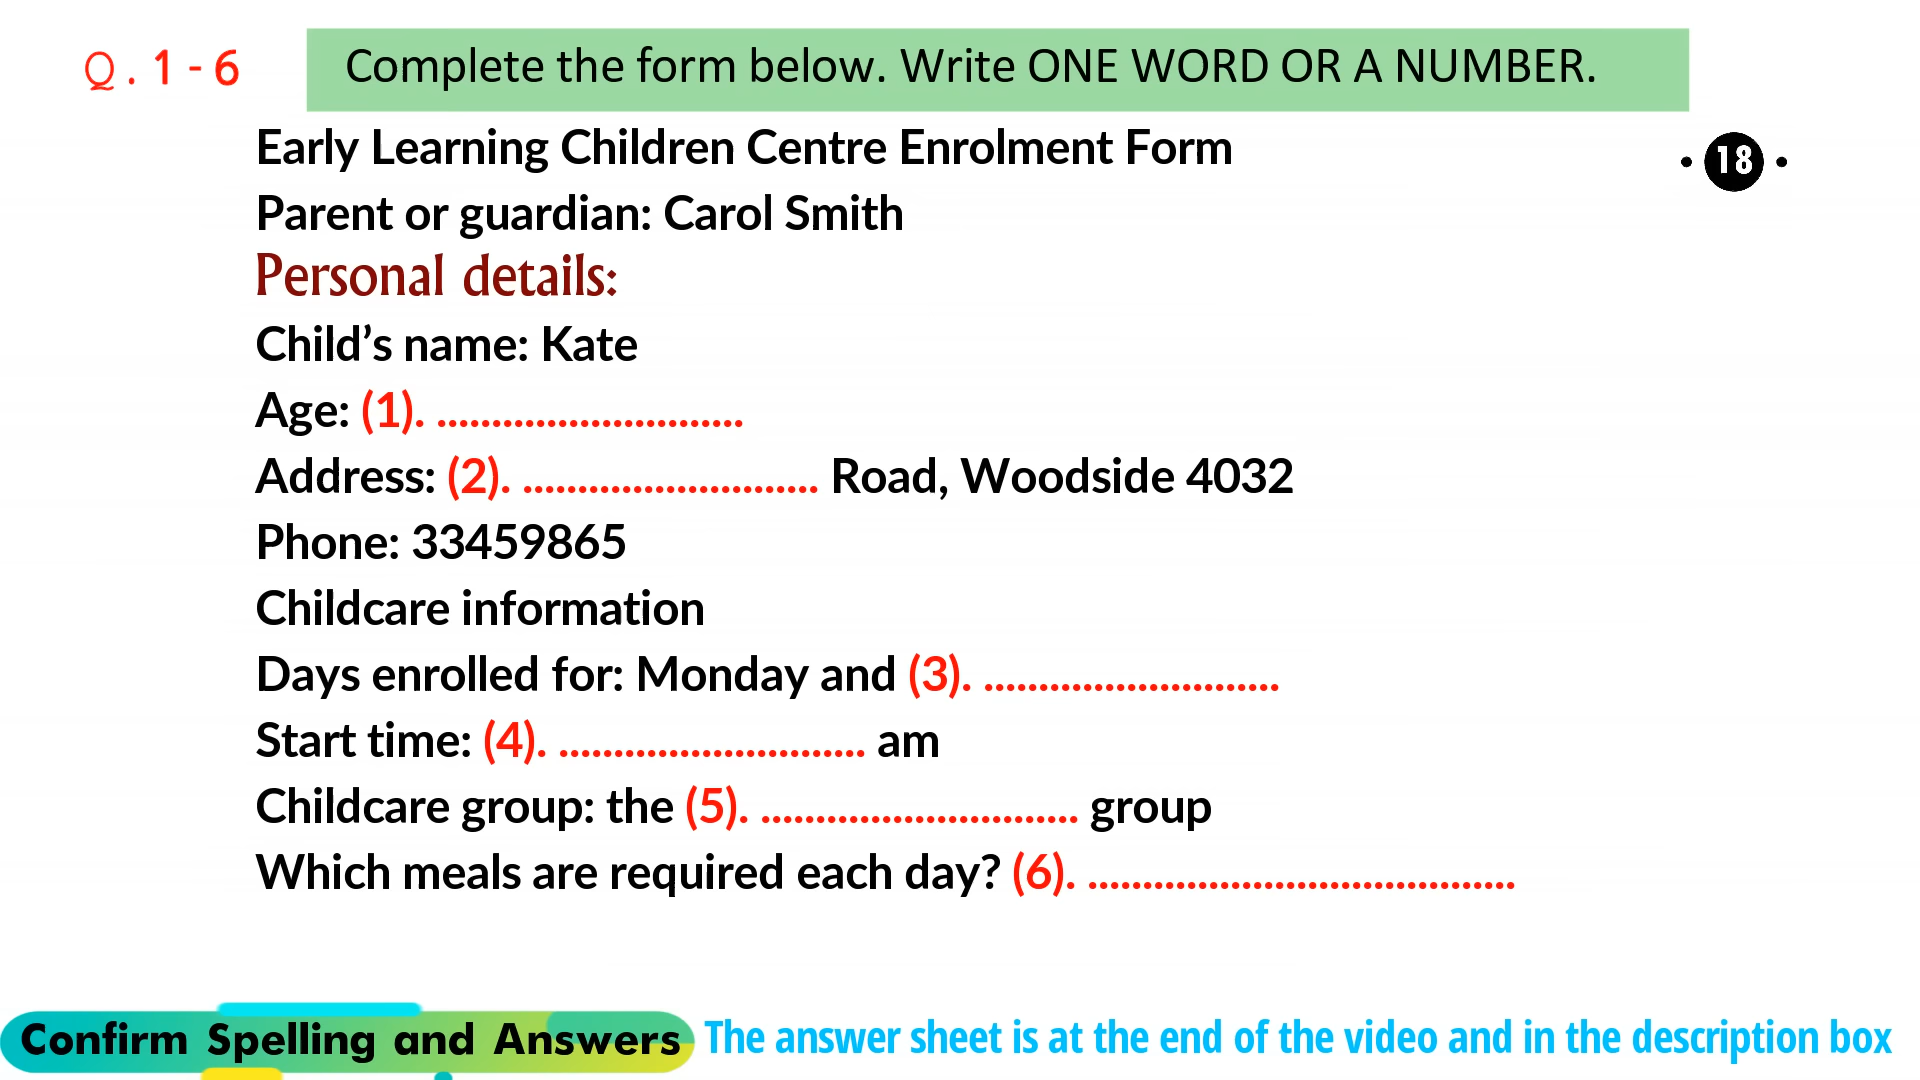 Q. 1 - 6
Complete the form below. Write ONE WORD OR A NUMBER.
Early Learning Children Centre Enrolment Form
18
Parent or guardian: Carol Smith
Personal details:
Child’s name: Kate
Age: (1). ............................
Address: (2). ........................... Road, Woodside 4032
Phone: 33459865
Childcare information
Days enrolled for: Monday and (3). ...........................
Start time: (4). ............................ am
Childcare group: the (5). ............................. group
Which meals are required each day? (6). .......................................
Confirm Spelling and Answers
The answer sheet is at the end of the video and in the description box